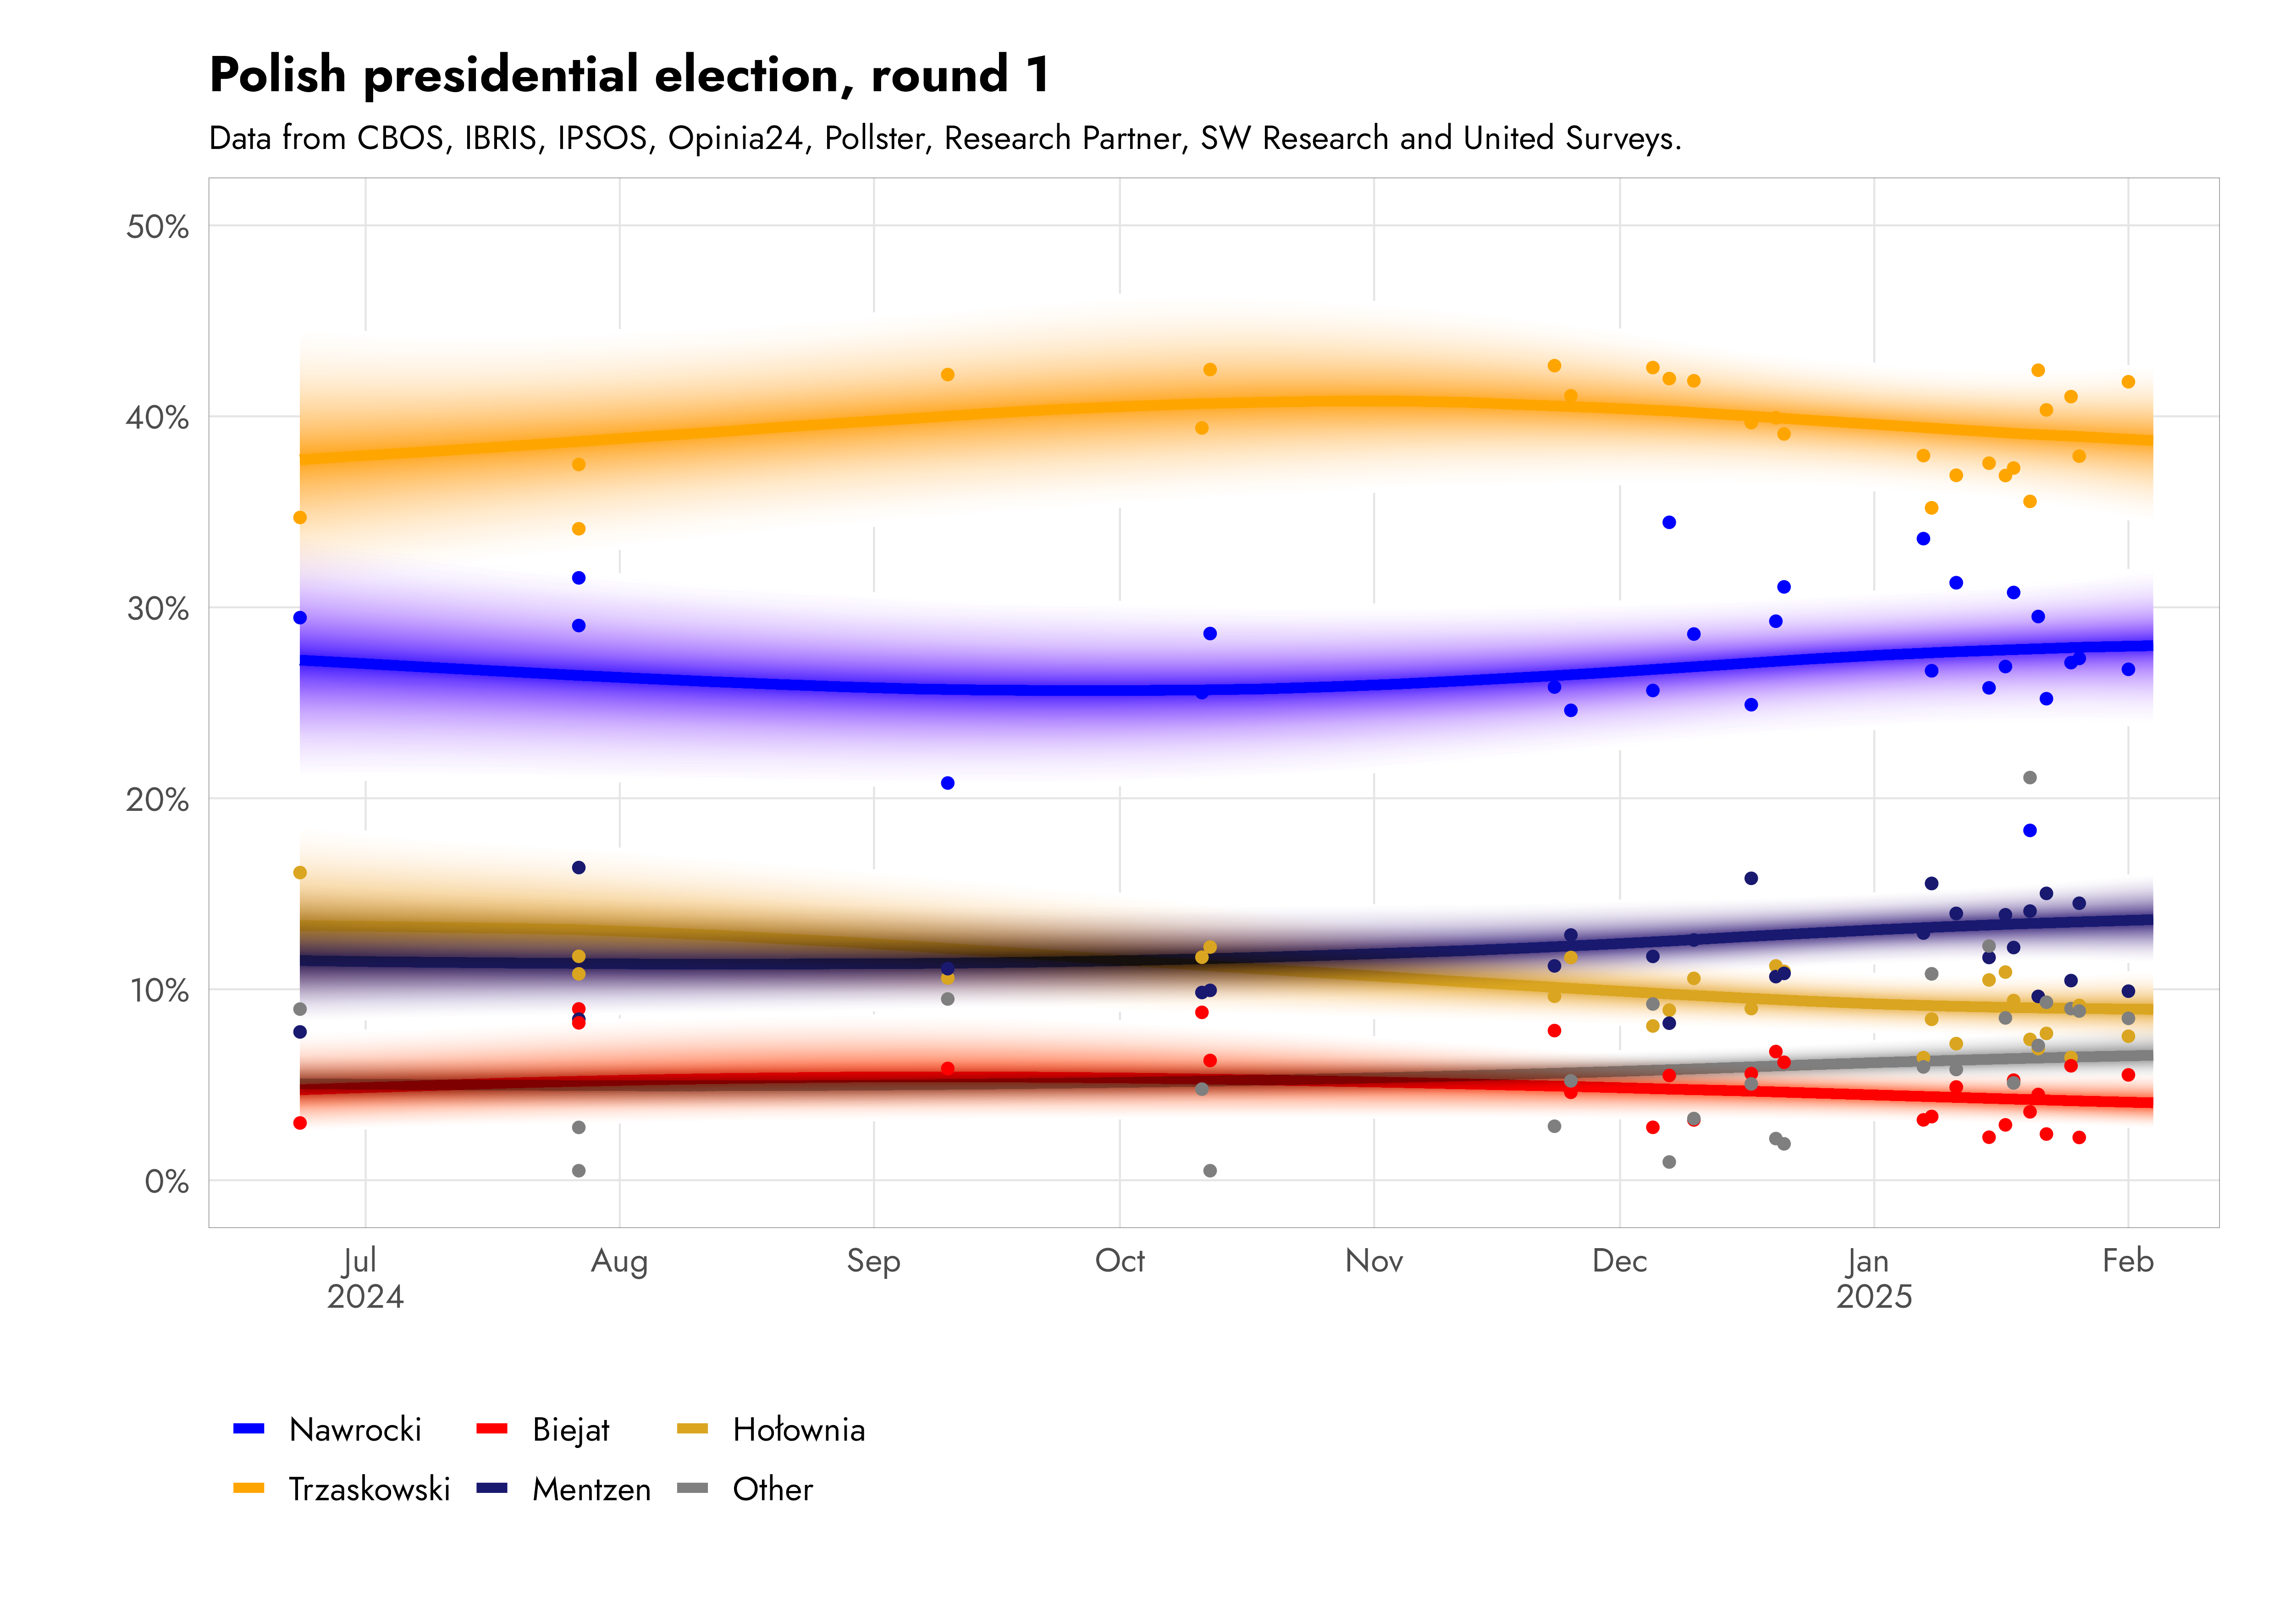 Polish presidential election, round 1
Data from CBOS, IBRIS, IPSOS, Opinia24, Pollster, Research Partner, SW Research and United Surveys.
50%
40%
30%
20%
10%
0%
Jul Aug Sep Oct Nov Dec Jan Feb
2024 2025
Nawrocki Biejat Hołownia
Trzaskowski Mentzen Other